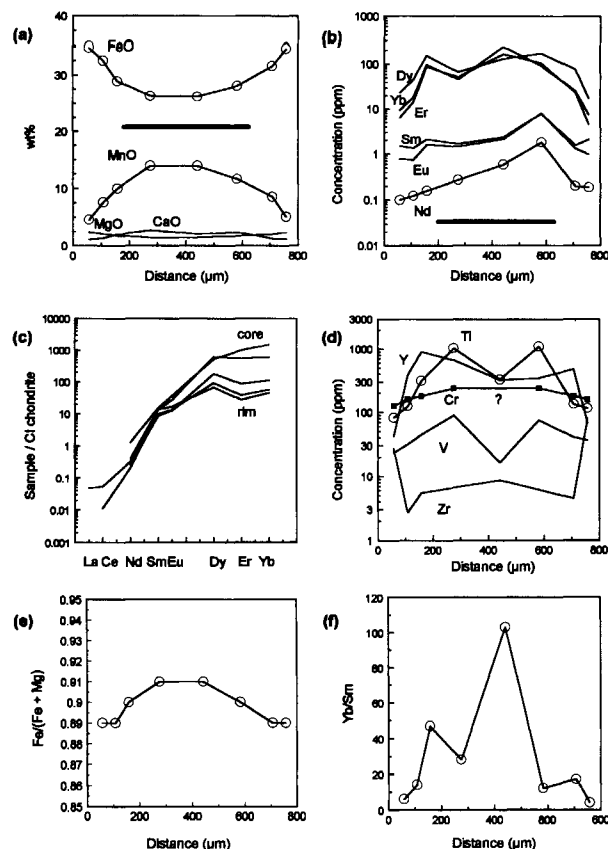 (a)
40
30
20
10
0
wt%
FeO
MnO
MgO
CaO
0 200 400 600 800
Distance (µm)
(b)
1000
100
10
1
0.1
0.01
Concentration (ppm)
Dy
Yb
Er
Sm
Eu
Nd
0 200 400 600 800
Distance (µm)
(c)
10000
1000
100
10
1
0.1
0.01
0.001
Sample / CI chondrite
core
rim
La Ce Nd Sm Eu Dy Er Yb
(d)
3000
1000
300
100
30
10
3
1
Concentration (ppm)
Y
Ti
Cr
?
V
Zr
0 200 400 600 800
Distance (µm)
(e)
0.95
0.94
0.93
0.92
0.91
0.90
0.89
0.88
0.87
0.86
0.85
Fe/(Fe + Mg)
0 200 400 600 800
Distance (µm)
(f)
120
100
80
60
40
20
0
Yb/Sm
0 200 400 600 800
Distance (µm)